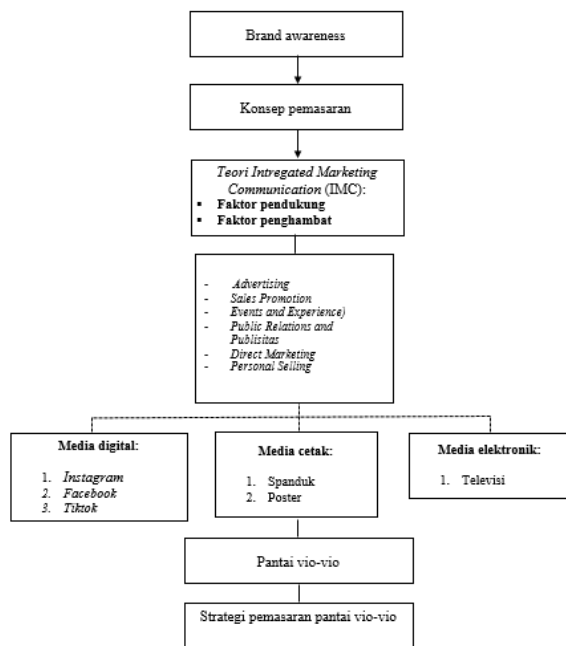 Brand awareness
Konsep pemasaran
Teori Intregated Marketing
Communication (IMC):
▪ Faktor pendukung
▪ Faktor penghambat
- Advertising
- Sales Promotion
- Events and Experience)
- Public Relations and
Publisitas
- Direct Marketing
- Personal Selling
Media digital:
1. Instagram
2. Facebook
3. Tiktok
Media cetak:
1. Spanduk
2. Poster
Media elektronik:
1. Televisi
Pantai vio-vio
Strategi pemasaran pantai vio-vio